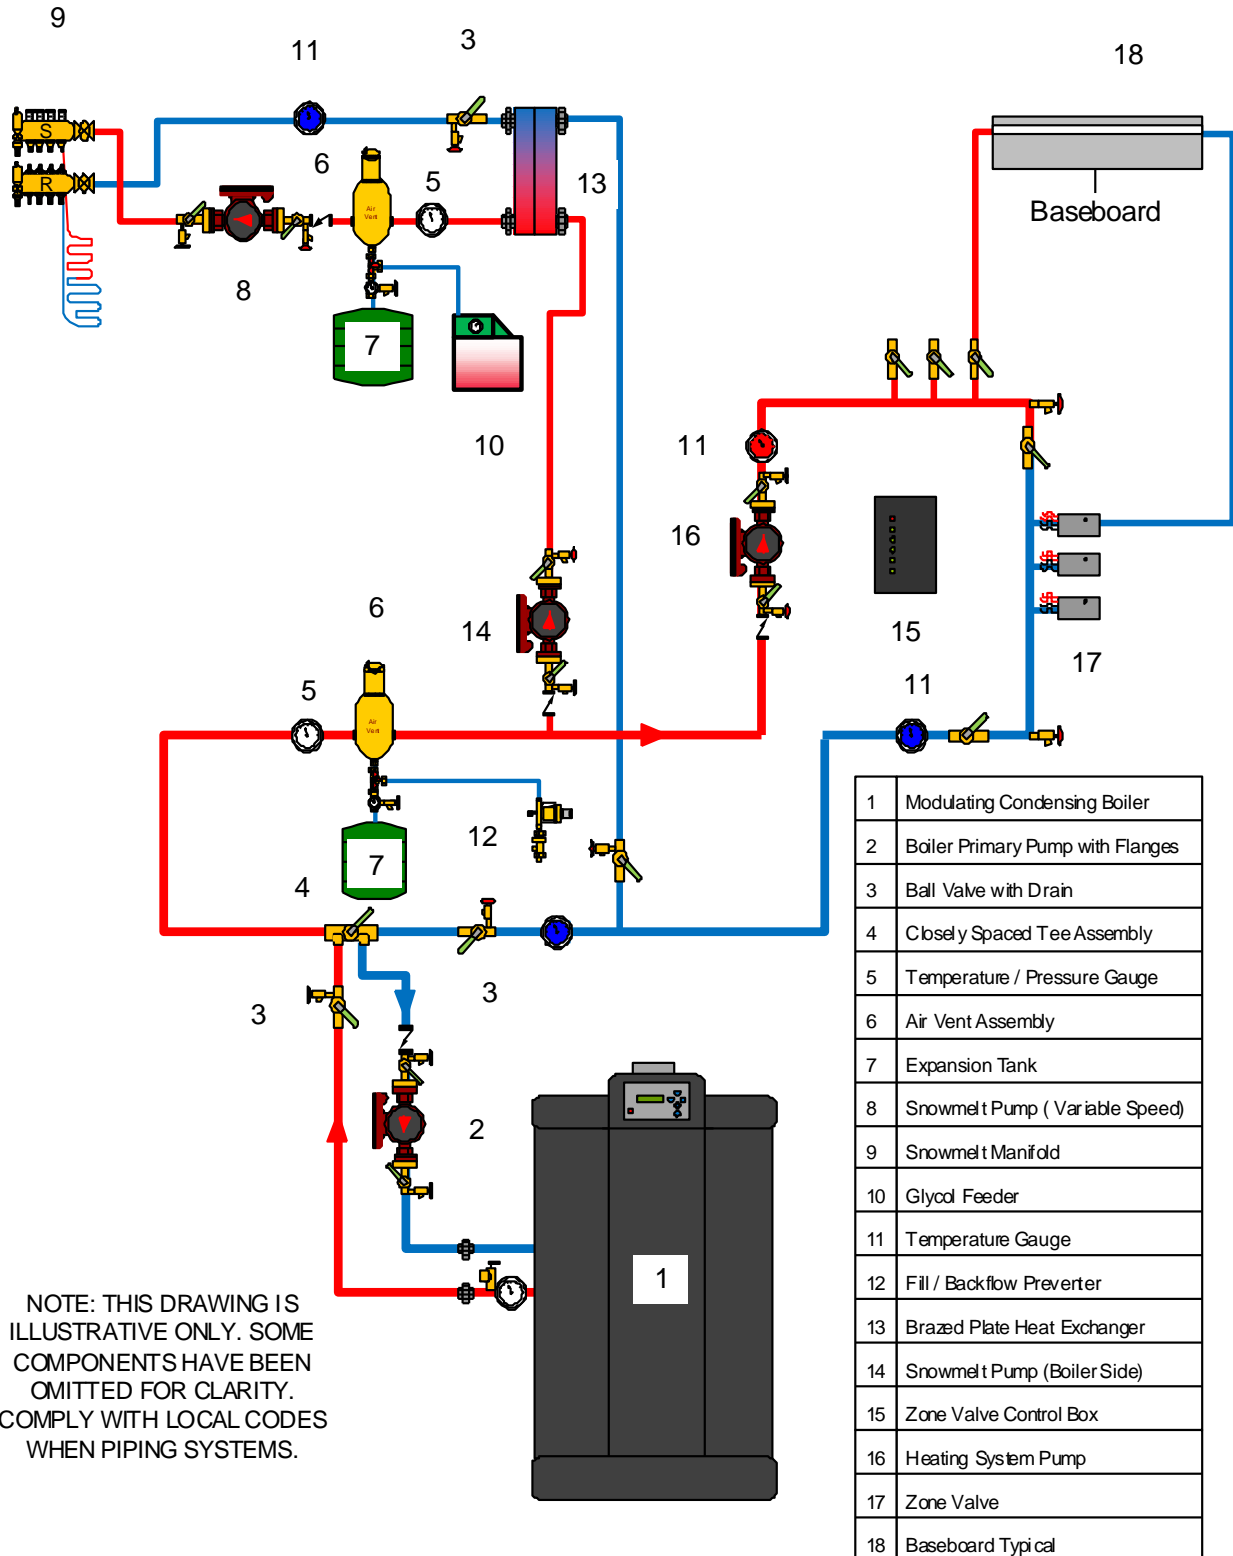 9
11
3
18
S
R
6
5
13
Air
Vent
Baseboard
8
7
10
11
16
6
14
15
17
5
11
Air
Vent
12
7
4
3
3
2
1
NOTE: THIS DRAWING IS
ILLUSTRATIVE ONLY. SOME
COMPONENTS HAVE BEEN
OMITTED FOR CLARITY.
COMPLY WITH LOCAL CODES
WHEN PIPING SYSTEMS.
1 Modulating Condensing Boiler
2 Boiler Primary Pump with Flanges
3 Ball Valve with Drain
4 Closely Spaced Tee Assembly
5 Temperature / Pressure Gauge
6 Air Vent Assembly
7 Expansion Tank
8 Snowmelt Pump ( Variable Speed)
9 Snowmelt Manifold
10 Glycol Feeder
11 Temperature Gauge
12 Fill / Backflow Preventer
13 Brazed Plate Heat Exchanger
14 Snowmelt Pump (Boiler Side)
15 Zone Valve Control Box
16 Heating System Pump
17 Zone Valve
18 Baseboard Typical